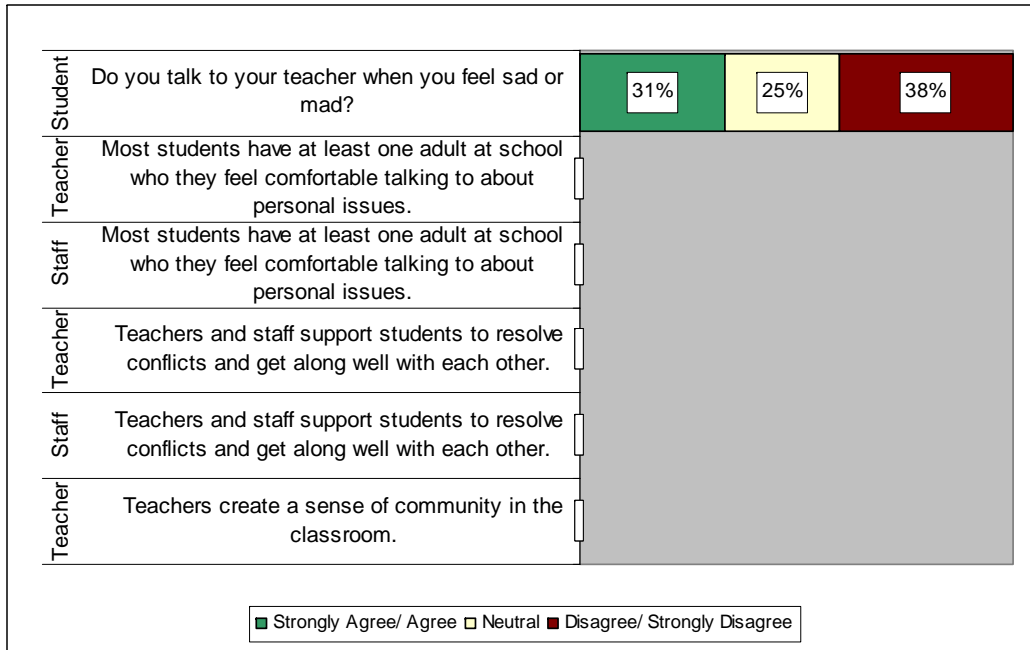 Student
Do you talk to your teacher when you feel sad or
mad?
31%
25%
38%
Teacher
Most students have at least one adult at school
who they feel comfortable talking to about
personal issues.
Staff
Most students have at least one adult at school
who they feel comfortable talking to about
personal issues.
Teacher
Teachers and staff support students to resolve
conflicts and get along well with each other.
Staff
Teachers and staff support students to resolve
conflicts and get along well with each other.
Teacher
Teachers create a sense of community in the
classroom.
Strongly Agree/ Agree Neutral Disagree/ Strongly Disagree